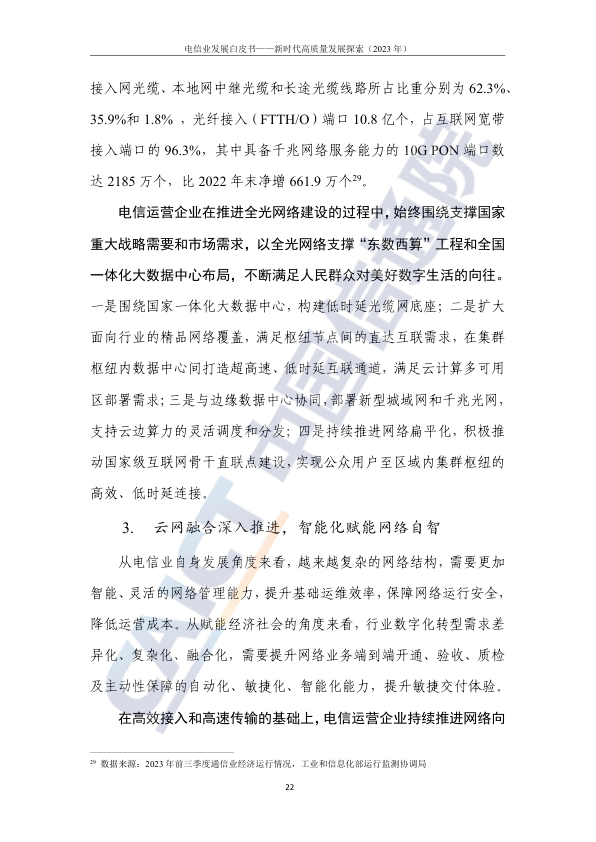 电信业发展白皮书——新时代高质量发展探索（2023 年）
接入网光缆、本地网中继光缆和长途光缆线路所占比重分别为 62.3%、
35.9%和 1.8% ，光纤接入（FTTH/O）端口 10.8 亿个，占互联网宽带
接入端口的 96.3%，其中具备千兆网络服务能力的 10G PON 端口数
达 2185 万个，比 2022 年末净增 661.9 万个29。
电信运营企业在推进全光网络建设的过程中，始终围绕支撑国家
重大战略需要和市场需求，以全光网络支撑“东数西算”工程和全国
一体化大数据中心布局，不断满足人民群众对美好数字生活的向往。
一是围绕国家一体化大数据中心，构建低时延光缆网底座；二是扩大
面向行业的精品网络覆盖，满足枢纽节点间的直达互联需求，在集群
枢纽内数据中心间打造超高速、低时延互联通道，满足云计算多可用
区部署需求；三是与边缘数据中心协同，部署新型城域网和千兆光网，
支持云边算力的灵活调度和分发；四是持续推进网络扁平化，积极推
动国家级互联网骨干直联点建设，实现公众用户至区域内集群枢纽的
高效、低时延连接。
3. 云网融合深入推进，智能化赋能网络自智
从电信业自身发展角度来看，越来越复杂的网络结构，需要更加
智能、灵活的网络管理能力，提升基础运维效率，保障网络运行安全，
降低运营成本。从赋能经济社会的角度来看，行业数字化转型需求差
异化、复杂化、融合化，需要提升网络业务端到端开通、验收、质检
及主动性保障的自动化、敏捷化、智能化能力，提升敏捷交付体验。
在高效接入和高速传输的基础上，电信运营企业持续推进网络向
29 数据来源：2023 年前三季度通信业经济运行情况，工业和信息化部运行监测协调局
22
CAICT 中国信通院